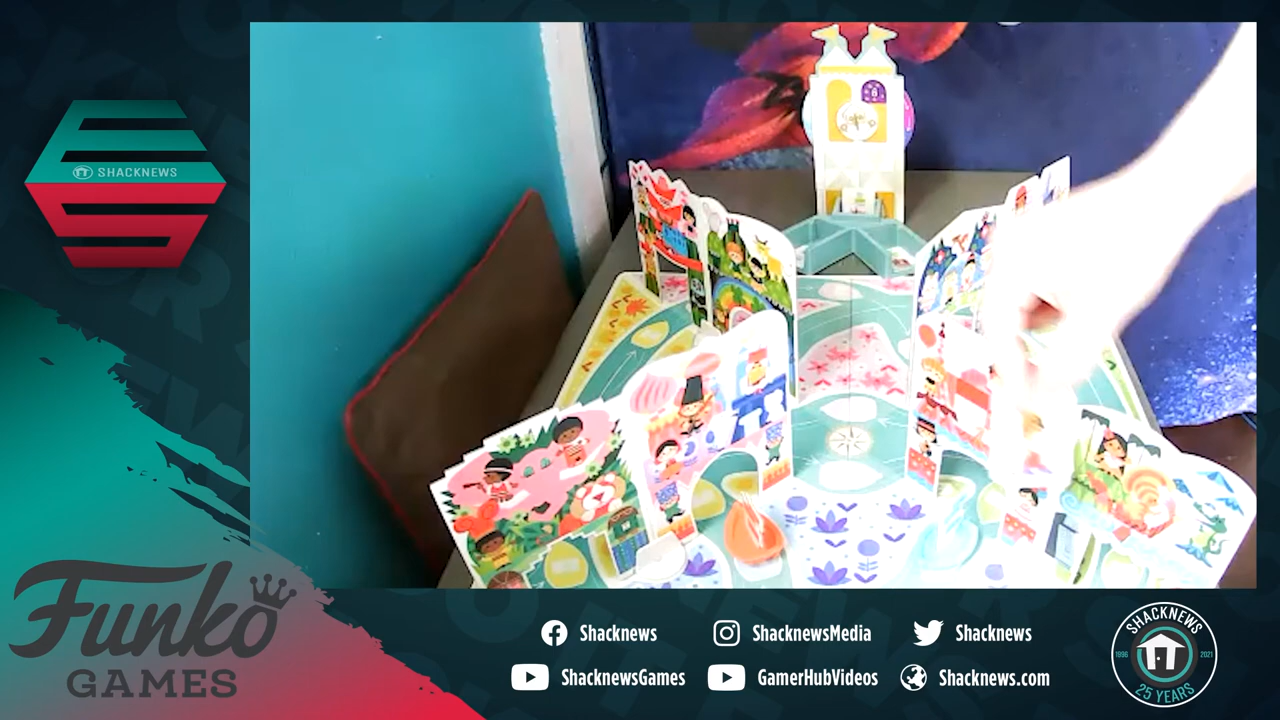 SHACKNEWS
Funko
GAMES
Shacknews
ShacknewsMedia
Shacknews
ShacknewsGames
GamerHubVideos
Shacknews.com
SHACKNEWS
1996
2021
25 YEARS